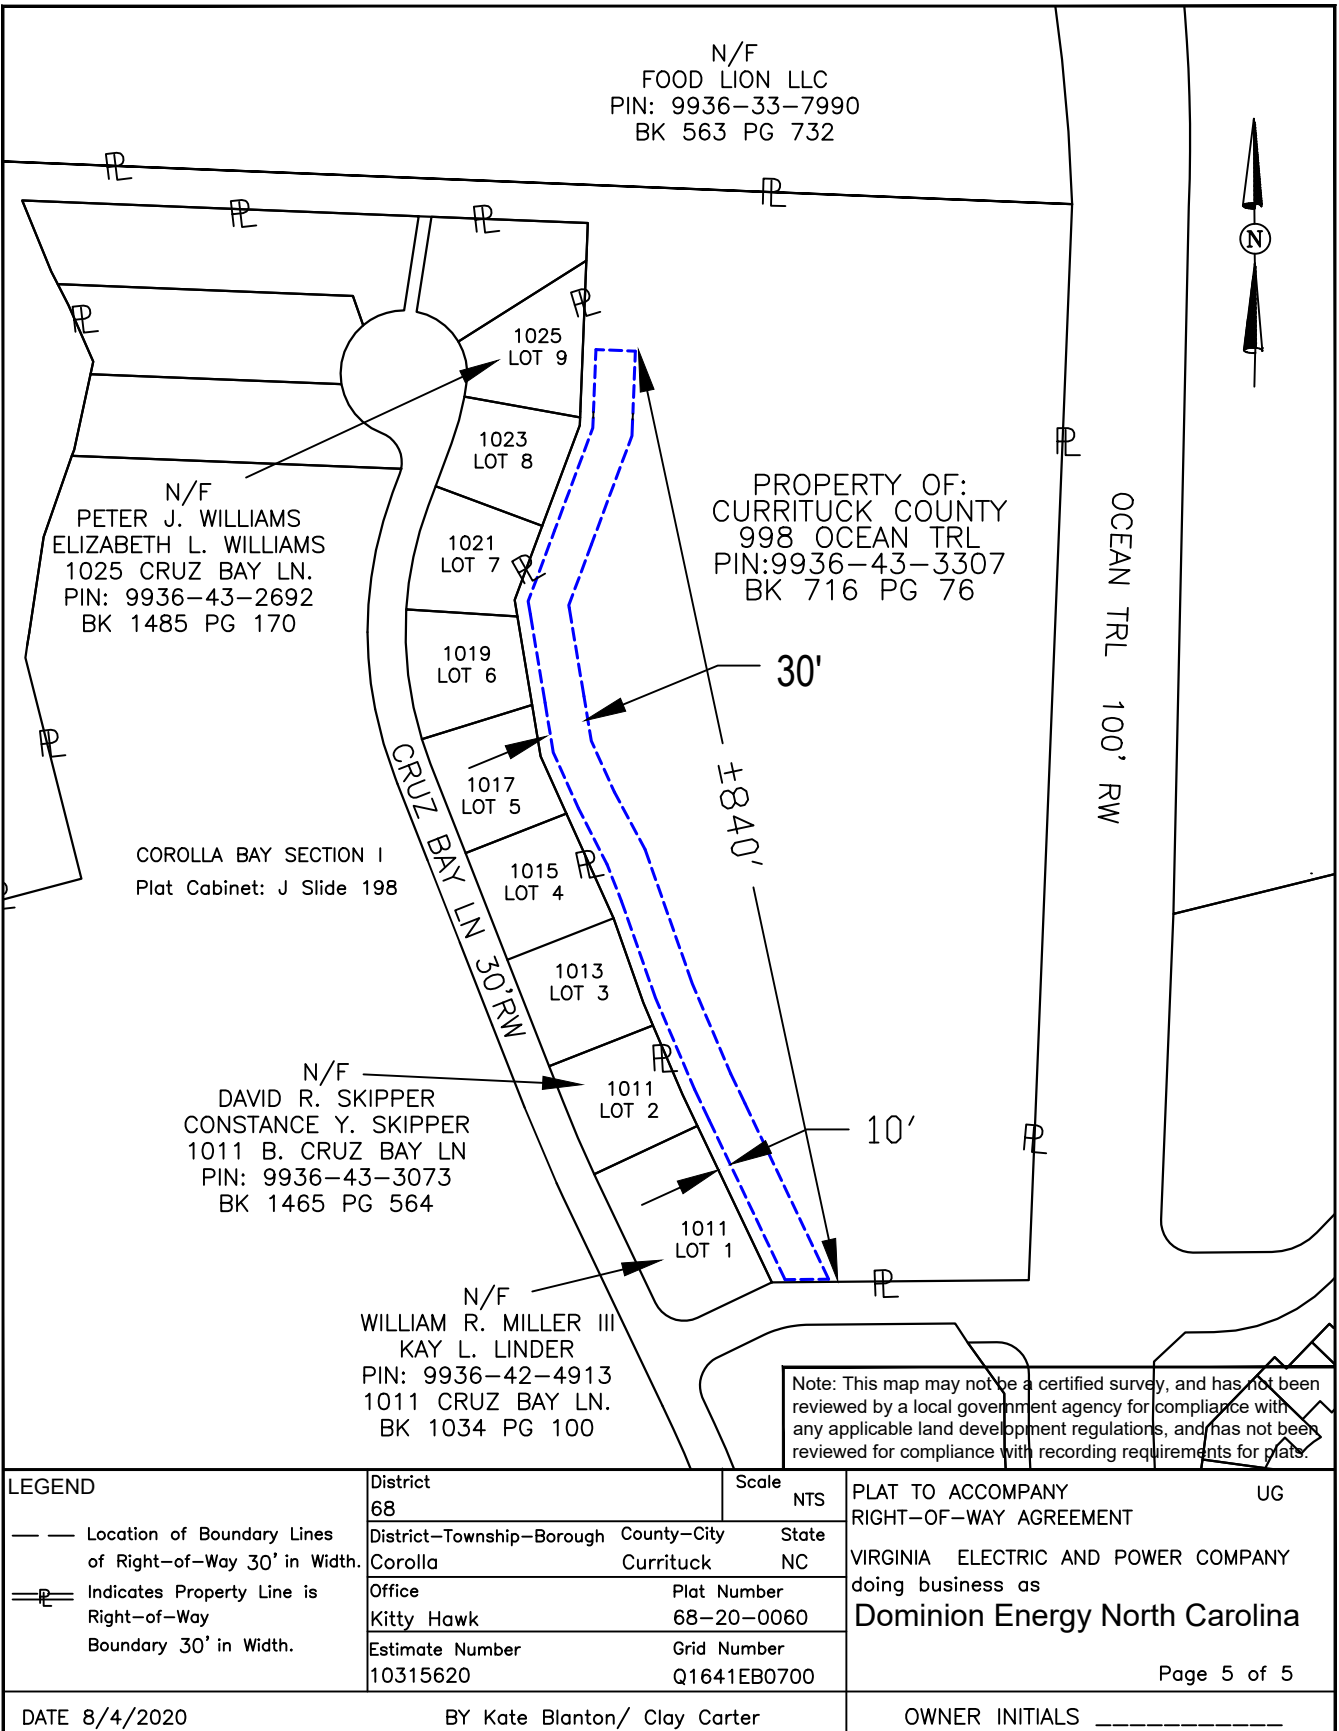 N/F
FOOD LION LLC
PIN: 9936-33-7990
BK 563 PG 732
PL
PL
PL
PL
N
PL
PL
1025
LOT 9
1023
LOT 8
PL
N/F
PETER J. WILLIAMS
ELIZABETH L. WILLIAMS
1025 CRUZ BAY LN.
PIN: 9936-43-2692
BK 1485 PG 170
PROPERTY OF:
CURRITUCK COUNTY
998 OCEAN TRL
PIN:9936-43-3307
BK 716 PG 76
OCEAN TRL 100' RW
1021
LOT 7
PL
1019
LOT 6
30'
PL
1017
LOT 5
±840'
CRUZ BAY LN 30'RW
COROLLA BAY SECTION I
Plat Cabinet: J Slide 198
1015
LOT 4
PL
1013
LOT 3
PL
N/F
DAVID R. SKIPPER
CONSTANCE Y. SKIPPER
1011 B. CRUZ BAY LN
PIN: 9936-43-3073
BK 1465 PG 564
1011
LOT 2
10'
PL
1011
LOT 1
PL
N/F
WILLIAM R. MILLER III
KAY L. LINDER
PIN: 9936-42-4913
1011 CRUZ BAY LN.
BK 1034 PG 100
Note: This map may not be a certified survey, and has not been
reviewed by a local government agency for compliance with
any applicable land development regulations, and has not been
reviewed for compliance with recording requirements for plats.
LEGEND
Location of Boundary Lines
of Right-of-Way 30' in Width.
PL Indicates Property Line is
Right-of-Way
Boundary 30' in Width.
District
68
Scale
NTS
District-Township-Borough County-City State
Corolla Currituck NC
Office Plat Number
Kitty Hawk 68-20-0060
Estimate Number Grid Number
10315620 Q1641EB0700
PLAT TO ACCOMPANY UG
RIGHT-OF-WAY AGREEMENT
VIRGINIA ELECTRIC AND POWER COMPANY
doing business as
Dominion Energy North Carolina
Page 5 of 5
DATE 8/4/2020 BY Kate Blanton/ Clay Carter OWNER INITIALS ___________